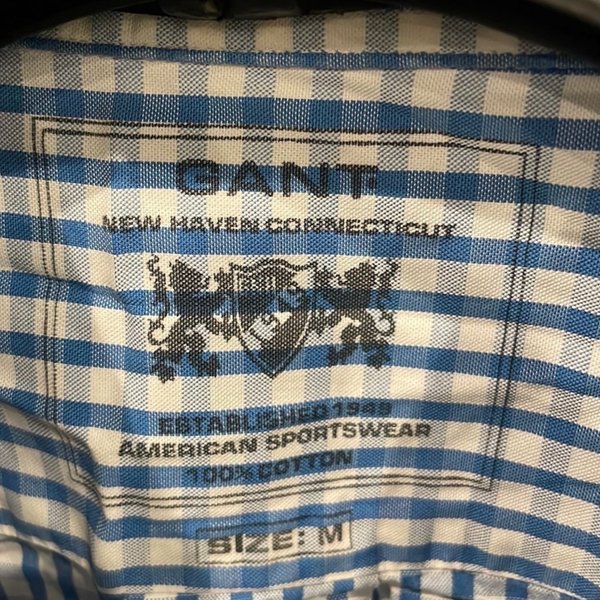 GANT
NEW HAVEN CONNECTICUT
ESTABLISHED 1949
AMERICAN SPORTSWEAR
100% COTTON
SIZE: M